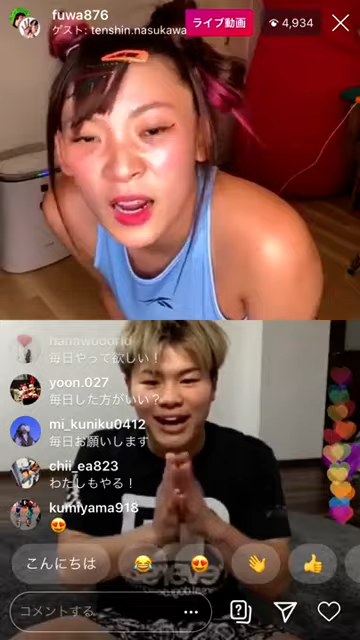 fuwa876
ゲスト: tenshin.nasukawa
ライブ動画
4,934
毎日やって欲しい！
yoon.027
毎日した方がいい？
mi_kuniku0412
毎日お願いします
chii_ea823
わたしもやる！
kumiyama918
😍
こんにちは
😂
😍
👋
👍
コメントする